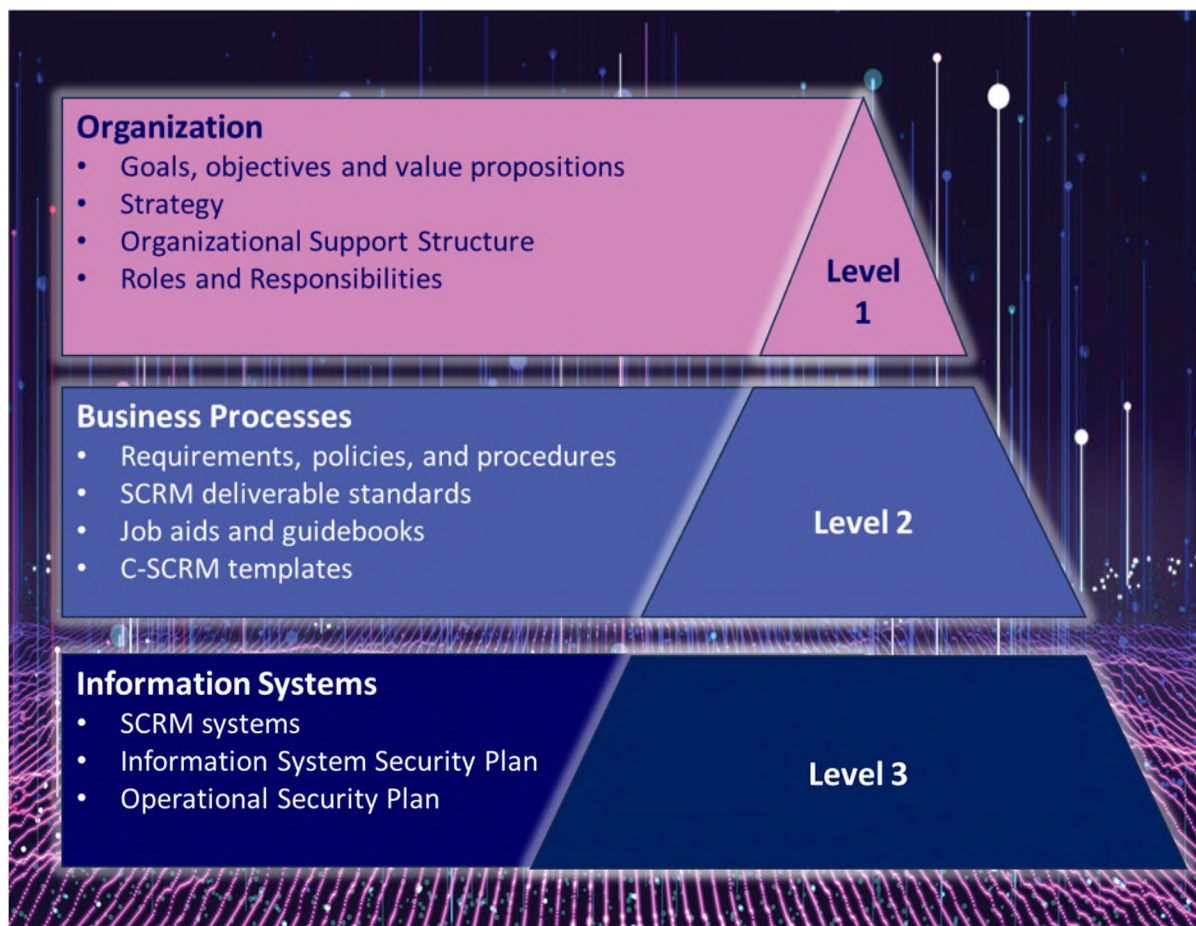 Organization
• Goals, objectives and value propositions
• Strategy
• Organizational Support Structure
• Roles and Responsibilities
Level
1
Business Processes
• Requirements, policies, and procedures
• SCRM deliverable standards
• Job aids and guidebooks
• C-SCRM templates
Level 2
Information Systems
• SCRM systems
• Information System Security Plan
• Operational Security Plan
Level 3